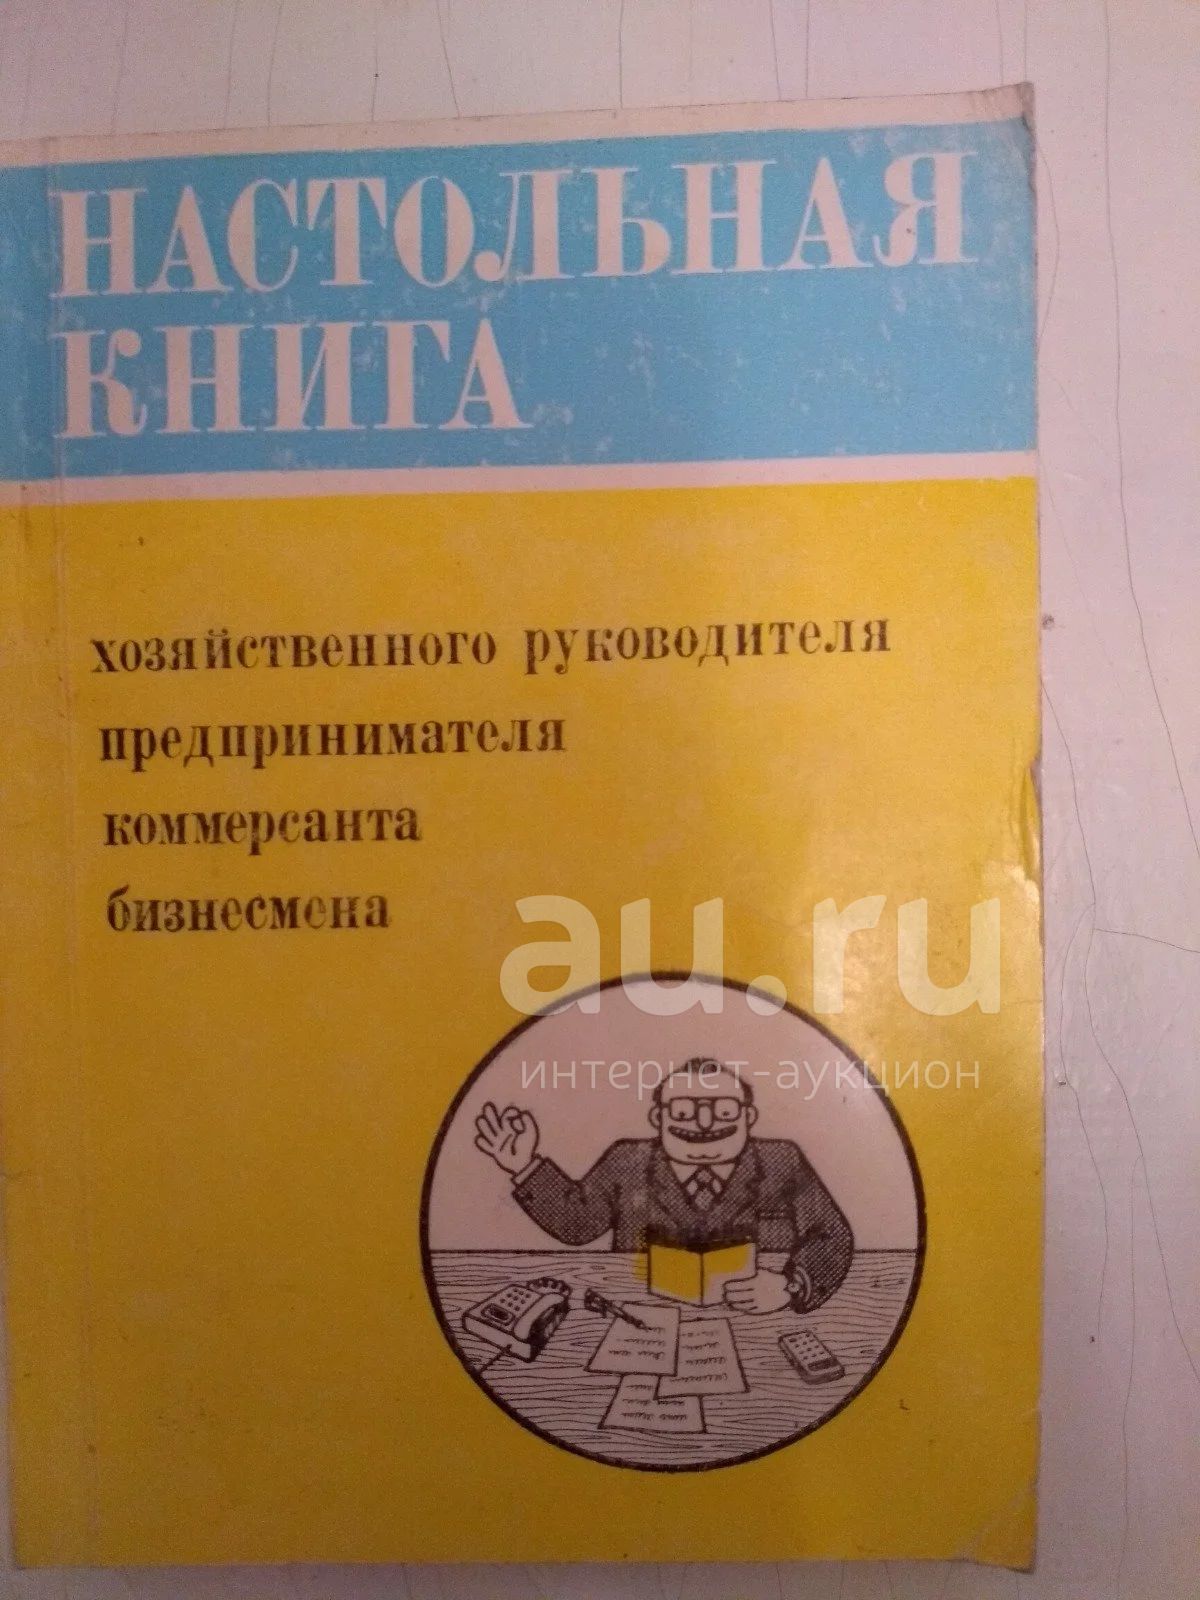 НАСТОЛЬНАЯ
КНИГА
хозяйственного руководителя
предпринимателя
коммерсанта
бизнесмена
au.ru
интернет-аукцион